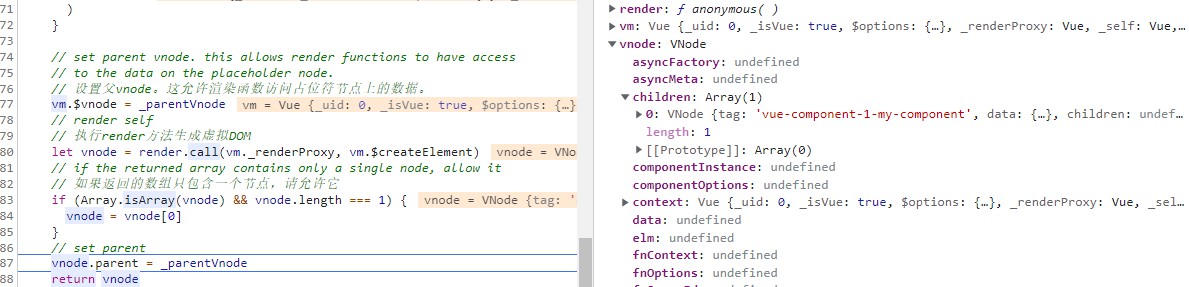 71 )
72 }
73
74 // set parent vnode. this allows render functions to have access
75 // to the data on the placeholder node.
76 // 设置父vnode。这允许渲染函数访问占位符节点上的数据。
77 vm.$vnode = _parentVnode vm = Vue {_uid: 0, _isVue: true, $options: {…}
78 // render self
79 // 执行render方法生成虚拟DOM
80 let vnode = render.call(vm._renderProxy, vm.$createElement) vnode = VNo
81 // if the returned array contains only a single node, allow it
82 // 如果返回的数组只包含一个节点，请允许它
83 if (Array.isArray(vnode) && vnode.length === 1) { vnode = VNode {tag: '
84 vnode = vnode[0]
85 }
86 // set parent
87 vnode.parent = _parentVnode
88 return vnode
render: ƒ anonymous( )
vm: Vue {_uid: 0, _isVue: true, $options: {…}, _renderProxy: Vue, _self: Vue,…
vnode: VNode
asyncFactory: undefined
asyncMeta: undefined
children: Array(1)
0: VNode {tag: 'vue-component-1-my-component', data: {…}, children: undef…
length: 1
[[Prototype]]: Array(0)
componentInstance: undefined
componentOptions: undefined
context: Vue {_uid: 0, _isVue: true, $options: {…}, _renderProxy: Vue, _sel…
data: undefined
elm: undefined
fnContext: undefined
fnOptions: undefined